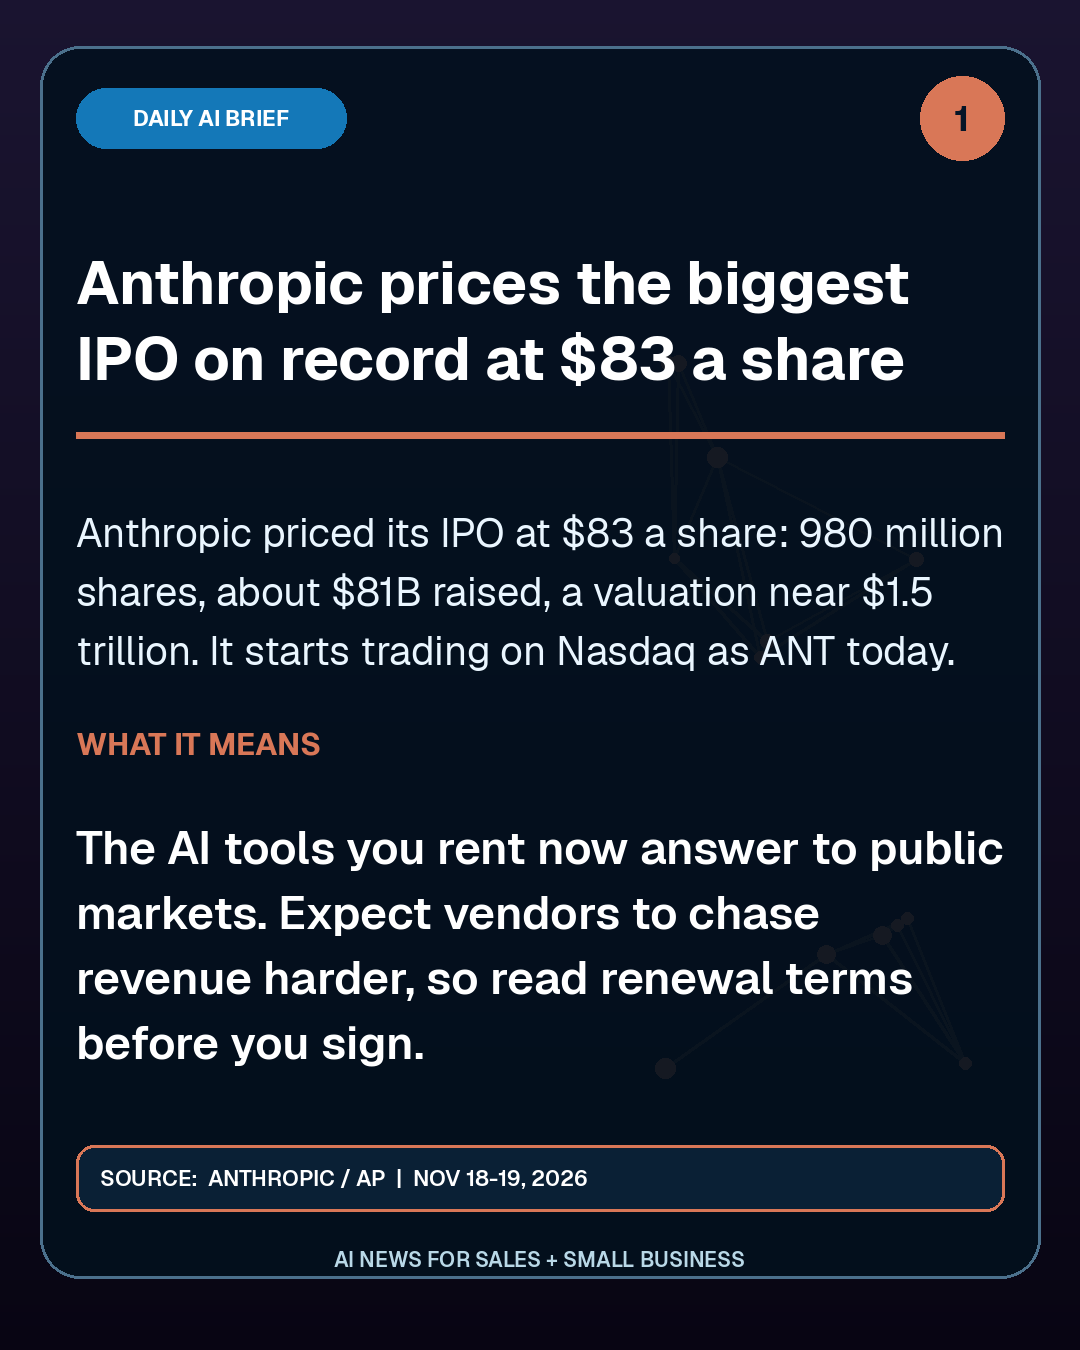 DAILY AI BRIEF
1
Anthropic prices the biggest
IPO on record at $83 a share
Anthropic priced its IPO at $83 a share: 980 million
shares, about $81B raised, a valuation near $1.5
trillion. It starts trading on Nasdaq as ANT today.
WHAT IT MEANS
The AI tools you rent now answer to public
markets. Expect vendors to chase
revenue harder, so read renewal terms
before you sign.
SOURCE: ANTHROPIC / AP | NOV 18-19, 2026
AI NEWS FOR SALES + SMALL BUSINESS